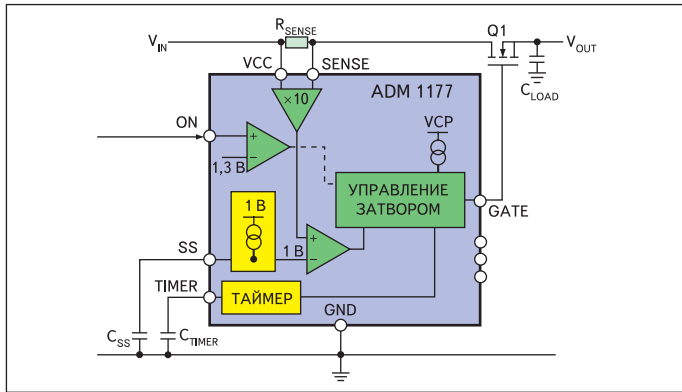 R_SENSE
Q1
V_IN
V_OUT
VCC
SENSE
C_LOAD
×10
ADM 1177
ON
+
−
1,3 В
VCP
УПРАВЛЕНИЕ
ЗАТВОРОМ
GATE
1 В
SS
1 В
+
−
TIMER
ТАЙМЕР
GND
C_SS
C_TIMER